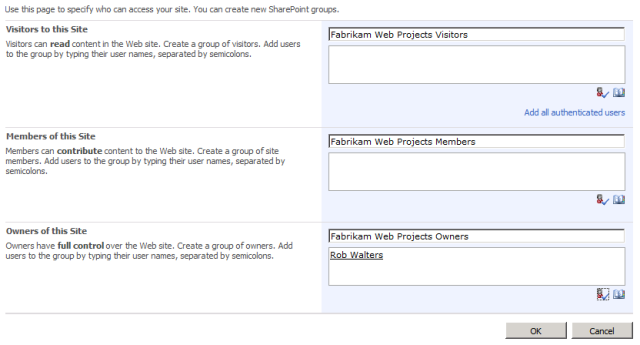 Use this page to specify who can access your site. You can create new SharePoint groups.
Visitors to this Site
Visitors can read content in the Web site. Create a group of visitors. Add users
to the group by typing their user names, separated by semicolons.
Fabrikam Web Projects Visitors
Add all authenticated users
Members of this Site
Members can contribute content to the Web site. Create a group of site
members. Add users to the group by typing their user names, separated by
semicolons.
Fabrikam Web Projects Members
Owners of this Site
Owners have full control over the Web site. Create a group of owners. Add
users to the group by typing their user names, separated by semicolons.
Fabrikam Web Projects Owners
Rob Walters
OK
Cancel